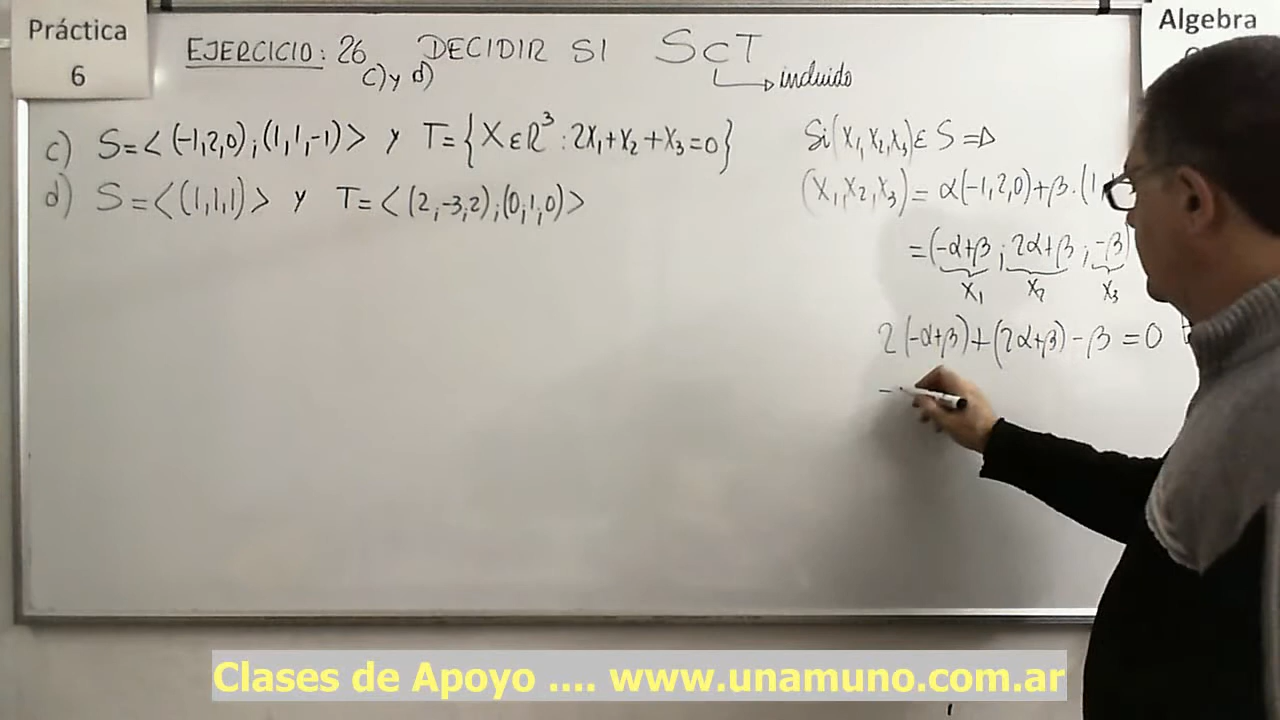 Práctica
6
EJERCICIO: 26 c) y d) DECIDIR SI S⊂T
incluido
c) S=<(-1,2,0);(1,1,-1)> y T={X∈ℝ³:2x₁+x₂+x₃=0}
d) S=<(1,1,1)> y T=<(2,-3,2);(0,1,0)>
Algebra
Si (x₁,x₂,x₃)∈S ⇒
(x₁,x₂,x₃)=α(-1,2,0)+β.(1,1
=(-α+β;2α+β;-β)
x₁ x₂ x₃
2(-α+β)+(2α+β)-β=0
-
Clases de Apoyo .... www.unamuno.com.ar